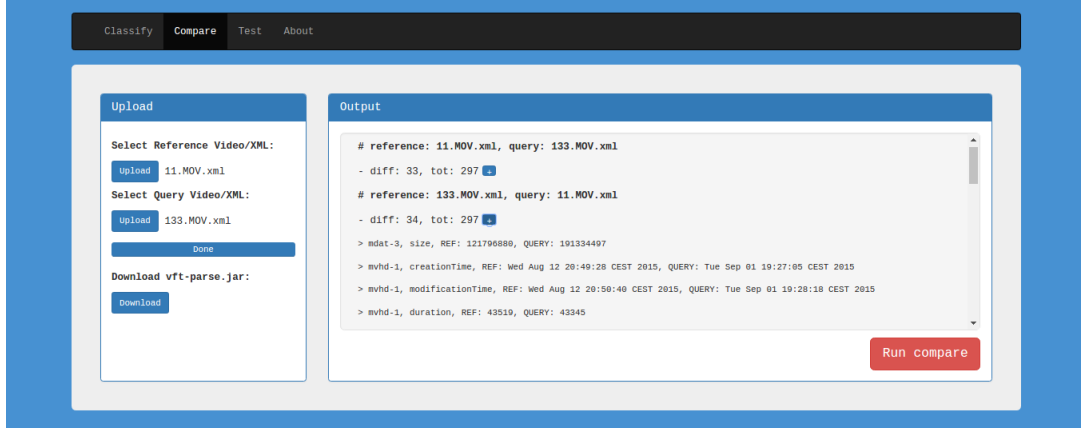 Classify Compare Test About
Upload
Select Reference Video/XML:
Upload 11.MOV.xml
Select Query Video/XML:
Upload 133.MOV.xml
Done
Download vft-parse.jar:
Download
Output
# reference: 11.MOV.xml, query: 133.MOV.xml
- diff: 33, tot: 297 +
# reference: 133.MOV.xml, query: 11.MOV.xml
- diff: 34, tot: 297 +
> mdat-3, size, REF: 121796880, QUERY: 191334497
> mvhd-1, creationTime, REF: Wed Aug 12 20:49:28 CEST 2015, QUERY: Tue Sep 01 19:27:05 CEST 2015
> mvhd-1, modificationTime, REF: Wed Aug 12 20:50:40 CEST 2015, QUERY: Tue Sep 01 19:28:18 CEST 2015
> mvhd-1, duration, REF: 43519, QUERY: 43345
Run compare